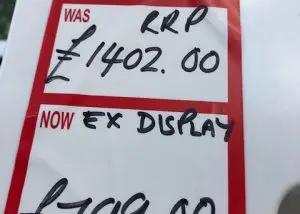 WAS RRP
£1402.00
NOW EX DISPLAY